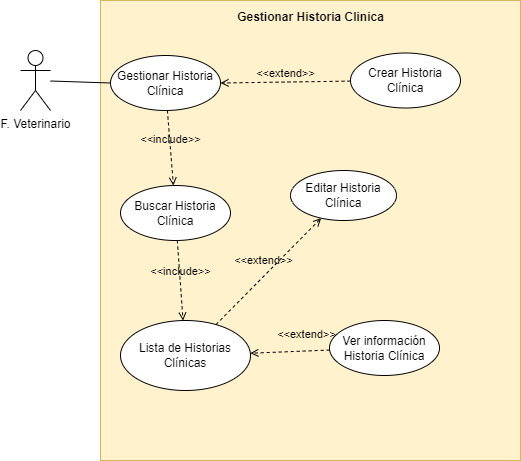 Gestionar Historia Clinica
Gestionar Historia
Clínica
<<extend>>
Crear Historia
Clínica
F. Veterinario
<<include>>
Buscar Historia
Clínica
Editar Historia
Clínica
<<extend>>
<<include>>
Lista de Historias
Clínicas
<<extend>>
Ver información
Historia Clínica